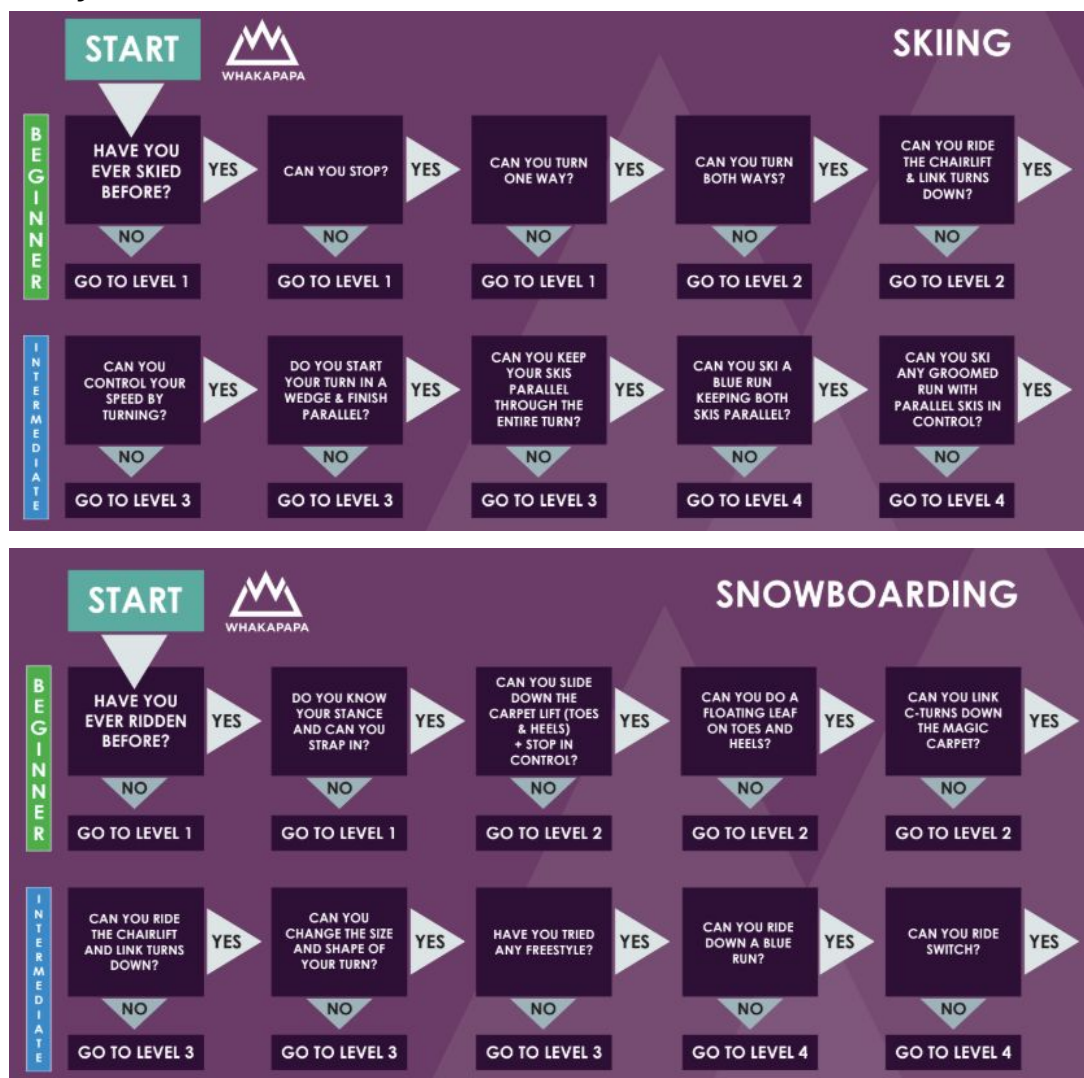 START
WHAKAPAPA
SKIING
BEGINNER
HAVE YOU
EVER SKIED
BEFORE?
YES
NO
GO TO LEVEL 1
CAN YOU STOP?
YES
NO
GO TO LEVEL 1
CAN YOU TURN
ONE WAY?
YES
NO
GO TO LEVEL 1
CAN YOU TURN
BOTH WAYS?
YES
NO
GO TO LEVEL 2
CAN YOU RIDE
THE CHAIRLIFT
& LINK TURNS
DOWN?
YES
NO
GO TO LEVEL 2
INTERMEDIATE
CAN YOU
CONTROL YOUR
SPEED BY
TURNING?
YES
NO
GO TO LEVEL 3
DO YOU START
YOUR TURN IN A
WEDGE & FINISH
PARALLEL?
YES
NO
GO TO LEVEL 3
CAN YOU KEEP
YOUR SKIS
PARALLEL
THROUGH THE
ENTIRE TURN?
YES
NO
GO TO LEVEL 3
CAN YOU SKI A
BLUE RUN
KEEPING BOTH
SKIS PARALLEL?
YES
NO
GO TO LEVEL 4
CAN YOU SKI
ANY GROOMED
RUN WITH
PARALLEL SKIS IN
CONTROL?
YES
NO
GO TO LEVEL 4
START
WHAKAPAPA
SNOWBOARDING
BEGINNER
HAVE YOU
EVER RIDDEN
BEFORE?
YES
NO
GO TO LEVEL 1
DO YOU KNOW
YOUR STANCE
AND CAN YOU
STRAP IN?
YES
NO
GO TO LEVEL 1
CAN YOU SLIDE
DOWN THE
CARPET LIFT (TOES
& HEELS)
+ STOP IN
CONTROL?
YES
NO
GO TO LEVEL 2
CAN YOU DO A
FLOATING LEAF
ON TOES AND
HEELS?
YES
NO
GO TO LEVEL 2
CAN YOU LINK
C-TURNS DOWN
THE MAGIC
CARPET?
YES
NO
GO TO LEVEL 2
INTERMEDIATE
CAN YOU RIDE
THE CHAIRLIFT
AND LINK TURNS
DOWN?
YES
NO
GO TO LEVEL 3
CAN YOU
CHANGE THE SIZE
AND SHAPE OF
YOUR TURN?
YES
NO
GO TO LEVEL 3
HAVE YOU TRIED
ANY FREESTYLE?
YES
NO
GO TO LEVEL 3
CAN YOU RIDE
DOWN A BLUE
RUN?
YES
NO
GO TO LEVEL 4
CAN YOU RIDE
SWITCH?
YES
NO
GO TO LEVEL 4